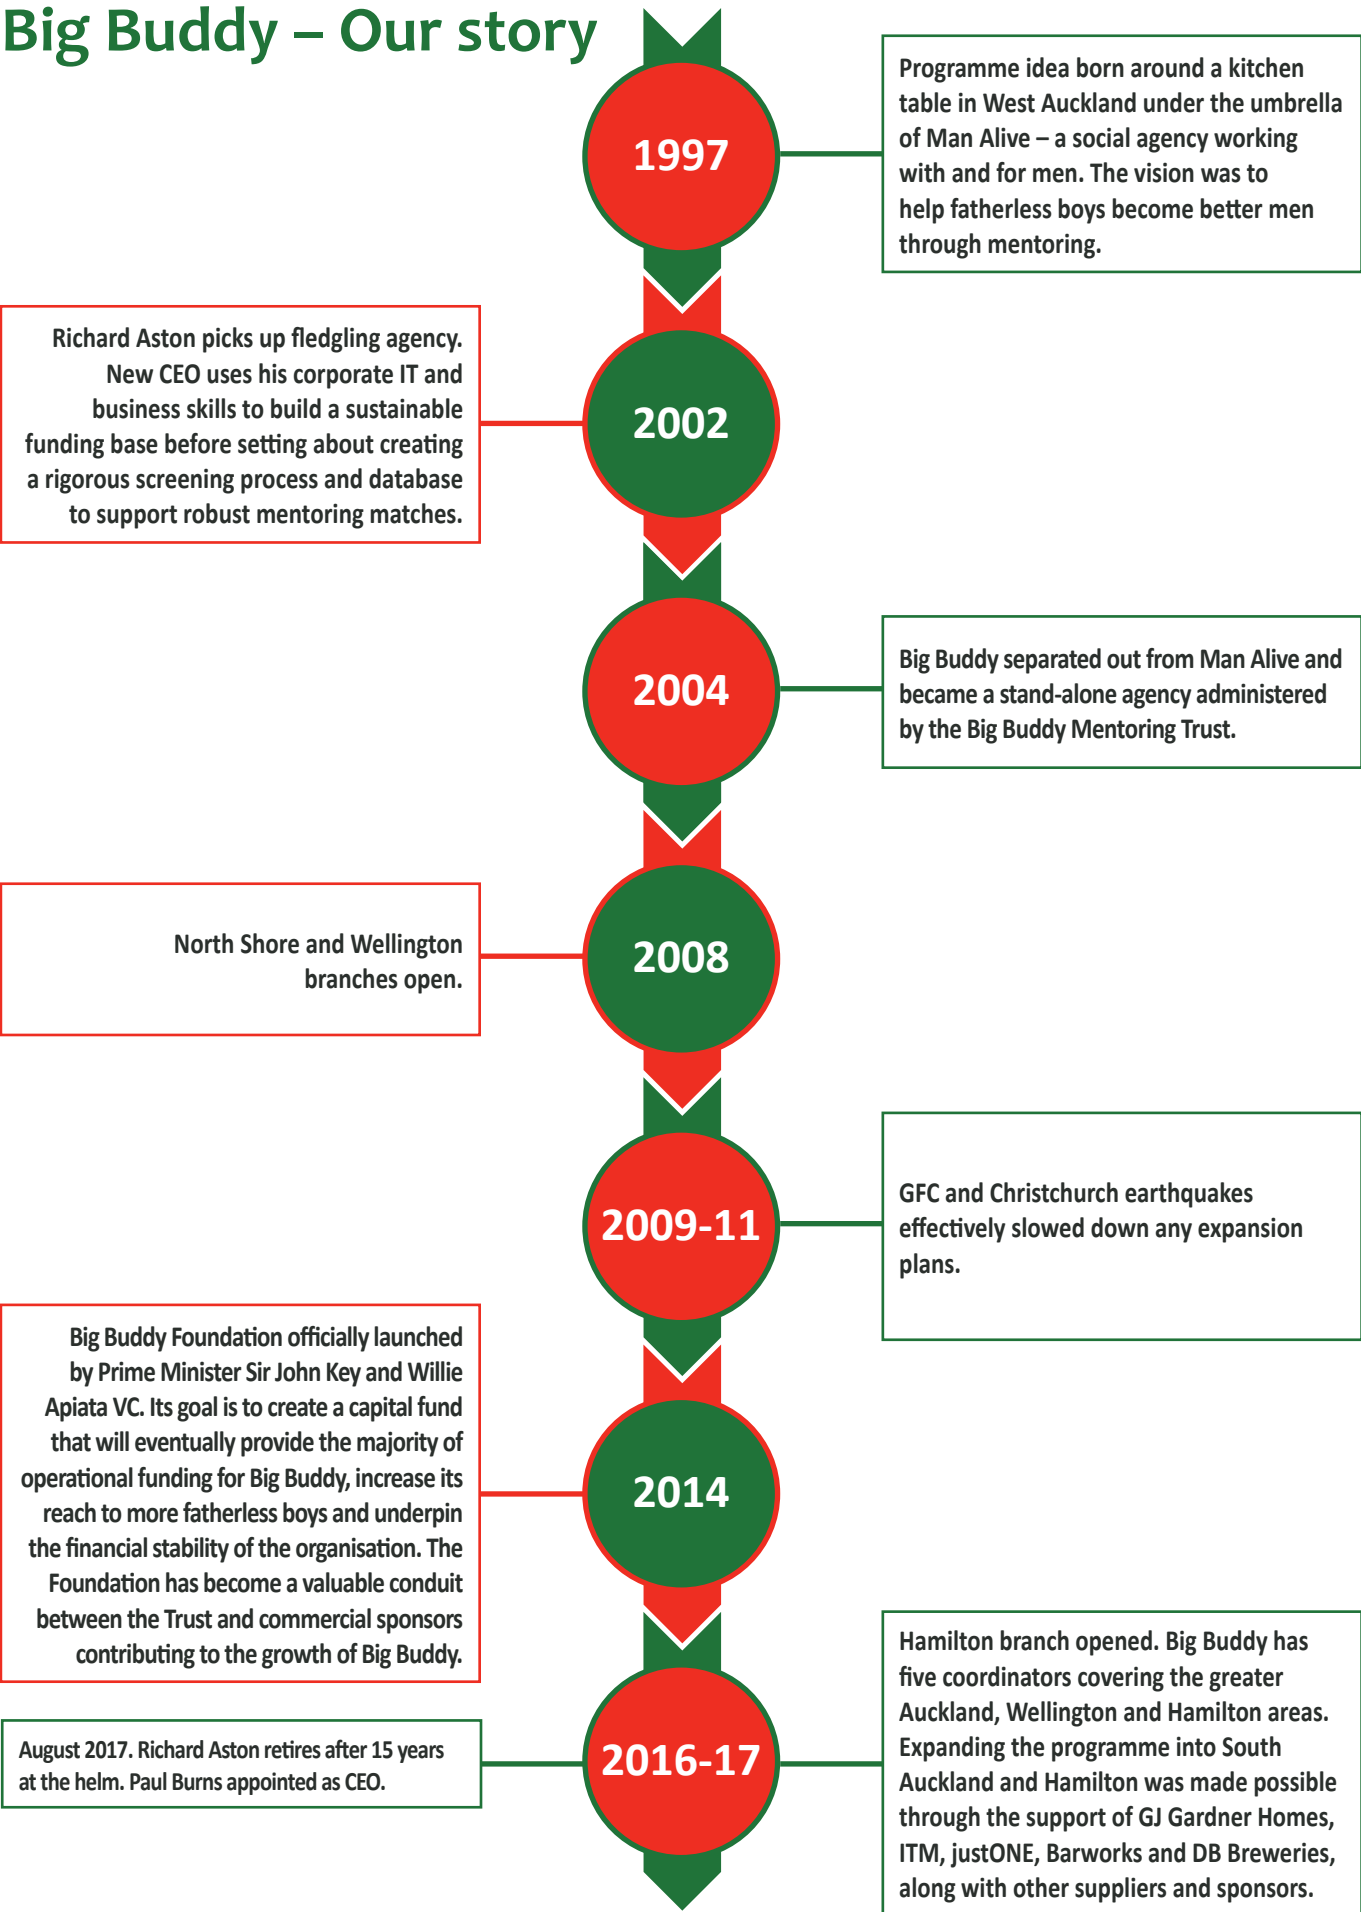 Big Buddy – Our story
1997
Programme idea born around a kitchen
table in West Auckland under the umbrella
of Man Alive – a social agency working
with and for men. The vision was to
help fatherless boys become better men
through mentoring.
Richard Aston picks up fledgling agency.
New CEO uses his corporate IT and
business skills to build a sustainable
funding base before setting about creating
a rigorous screening process and database
to support robust mentoring matches.
2002
2004
Big Buddy separated out from Man Alive and
became a stand-alone agency administered
by the Big Buddy Mentoring Trust.
North Shore and Wellington
branches open.
2008
2009-11
GFC and Christchurch earthquakes
effectively slowed down any expansion
plans.
Big Buddy Foundation officially launched
by Prime Minister Sir John Key and Willie
Apiata VC. Its goal is to create a capital fund
that will eventually provide the majority of
operational funding for Big Buddy, increase its
reach to more fatherless boys and underpin
the financial stability of the organisation. The
Foundation has become a valuable conduit
between the Trust and commercial sponsors
contributing to the growth of Big Buddy.
2014
August 2017. Richard Aston retires after 15 years
at the helm. Paul Burns appointed as CEO.
2016-17
Hamilton branch opened. Big Buddy has
five coordinators covering the greater
Auckland, Wellington and Hamilton areas.
Expanding the programme into South
Auckland and Hamilton was made possible
through the support of GJ Gardner Homes,
ITM, justONE, Barworks and DB Breweries,
along with other suppliers and sponsors.